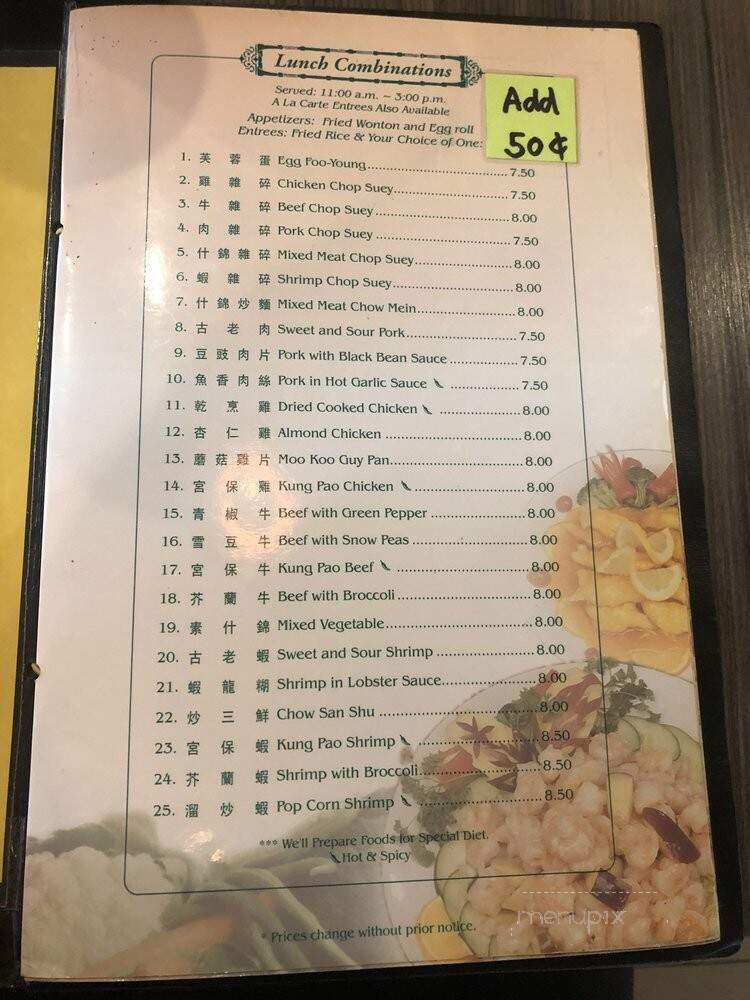 Lunch Combinations
Served: 11:00 a.m. ~ 3:00 p.m.
A La Carte Entrees Also Available
Appetizers: Fried Wonton and Egg roll
Entrees: Fried Rice & Your Choice of One:
Add
50¢
1. 芙蓉蛋 Egg Foo-Young 7.50
2. 雞雜碎 Chicken Chop Suey 7.50
3. 牛雜碎 Beef Chop Suey 8.00
4. 肉雜碎 Pork Chop Suey 7.50
5. 什錦雜碎 Mixed Meat Chop Suey 8.00
6. 蝦雜碎 Shrimp Chop Suey 8.00
7. 什錦炒麵 Mixed Meat Chow Mein 8.00
8. 古老肉 Sweet and Sour Pork 7.50
9. 豆豉肉片 Pork with Black Bean Sauce 7.50
10. 魚香肉絲 Pork in Hot Garlic Sauce 7.50
11. 乾烹雞 Dried Cooked Chicken 8.00
12. 杏仁雞 Almond Chicken 8.00
13. 蘑菇雞片 Moo Koo Guy Pan 8.00
14. 宮保雞 Kung Pao Chicken 8.00
15. 青椒牛 Beef with Green Pepper 8.00
16. 雪豆牛 Beef with Snow Peas 8.00
17. 宮保牛 Kung Pao Beef 8.00
18. 芥蘭牛 Beef with Broccoli 8.00
19. 素什錦 Mixed Vegetable 8.00
20. 古老蝦 Sweet and Sour Shrimp 8.00
21. 蝦龍糊 Shrimp in Lobster Sauce 8.00
22. 炒三鮮 Chow San Shu 8.00
23. 宮保蝦 Kung Pao Shrimp 8.50
24. 芥蘭蝦 Shrimp with Broccoli 8.50
25. 溜炒蝦 Pop Corn Shrimp 8.50
*** We'll Prepare Foods for Special Diet.
Hot & Spicy
* Prices change without prior notice.
menupix